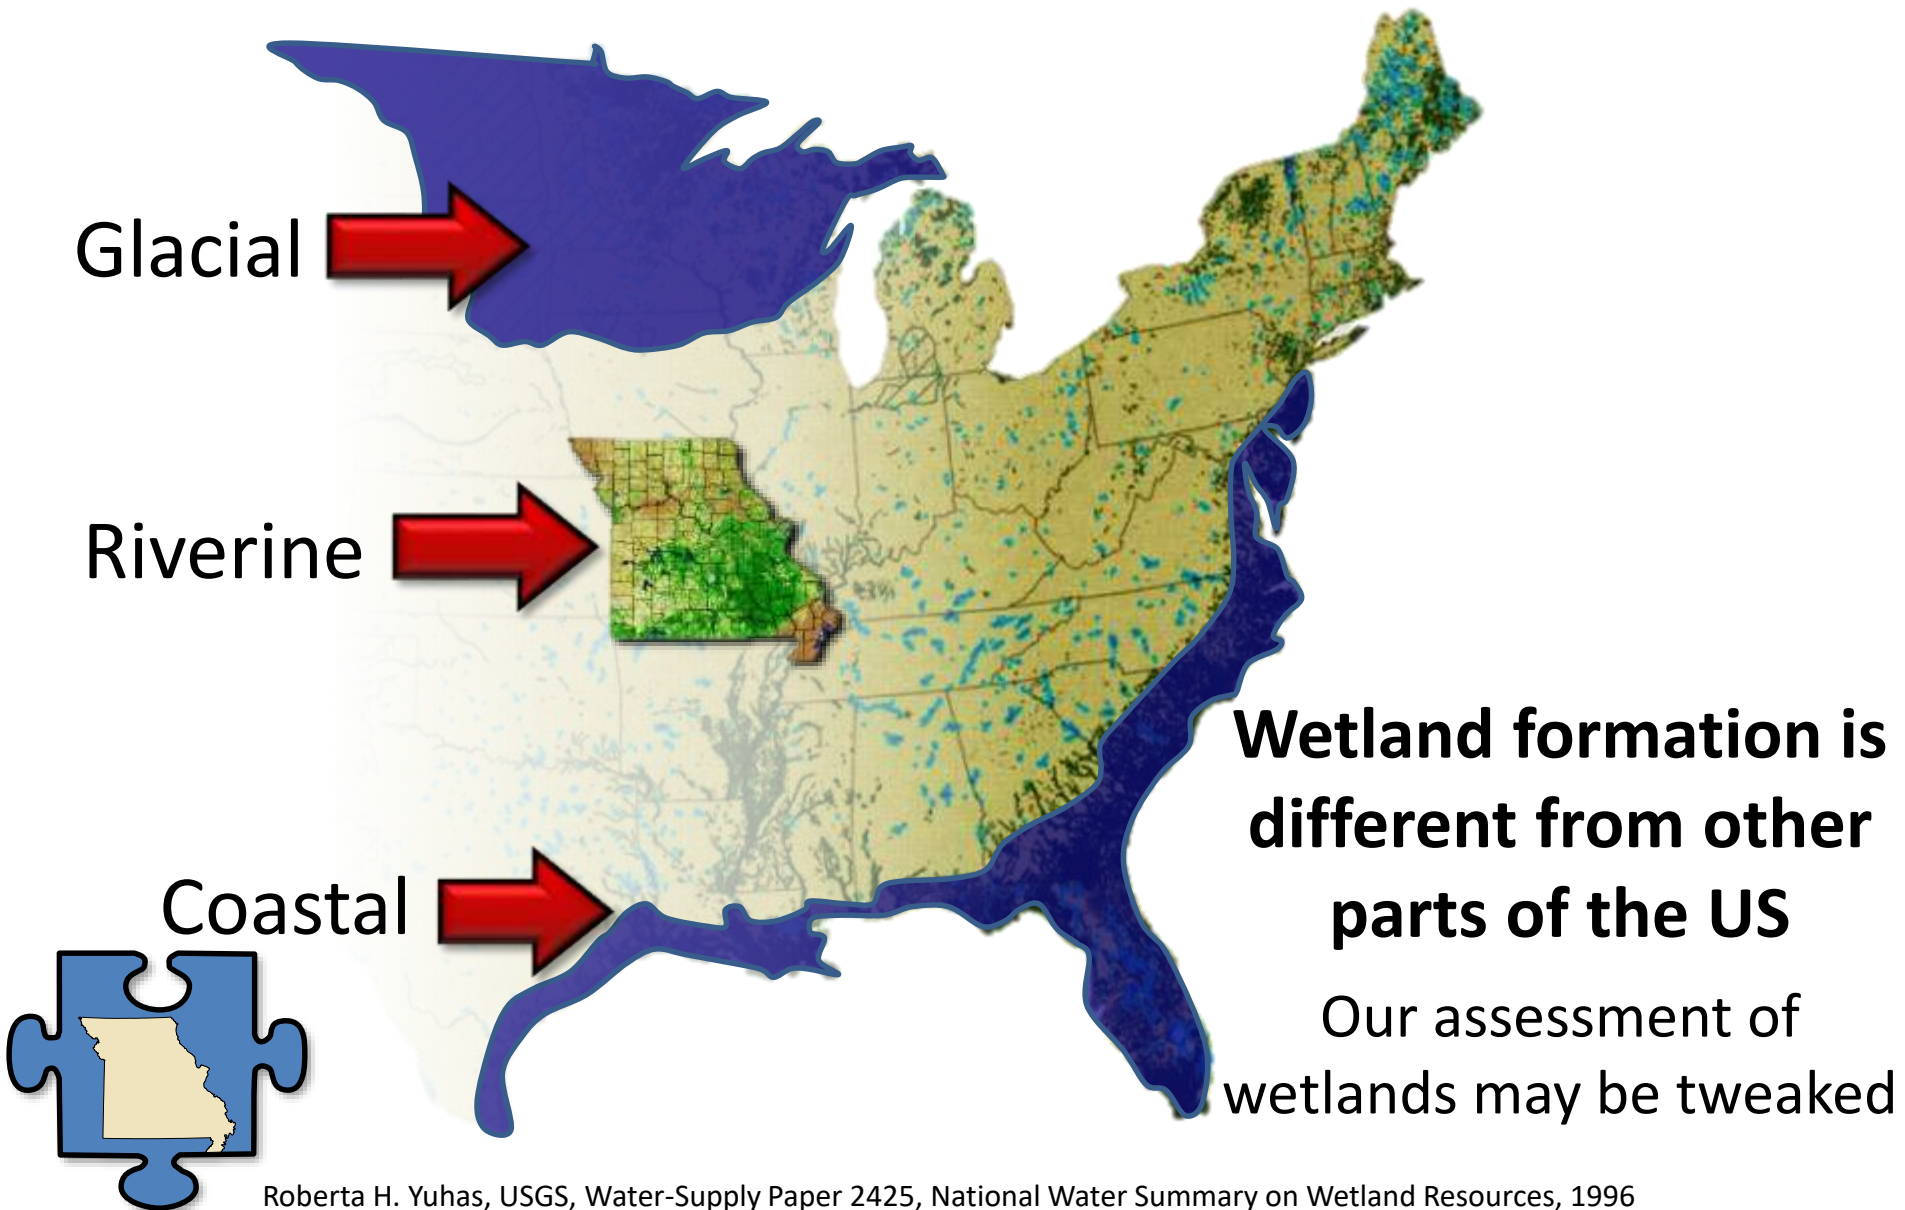 Glacial
Riverine
Coastal
Wetland formation is
different from other
parts of the US
Our assessment of
wetlands may be tweaked
Roberta H. Yuhas, USGS, Water-Supply Paper 2425, National Water Summary on Wetland Resources, 1996